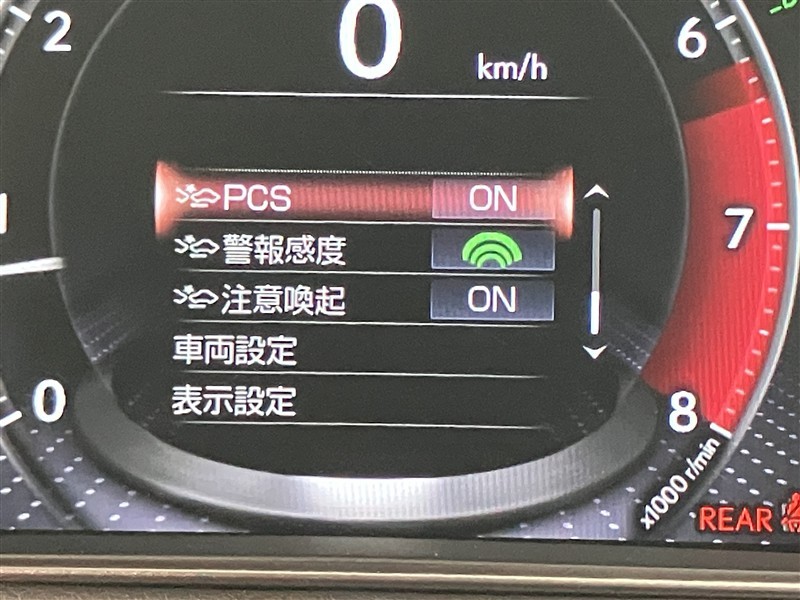 2
0
km/h
6
PCS ON
警報感度
注意喚起 ON
7
車両設定
表示設定
0
8
x1000 r/min
REAR